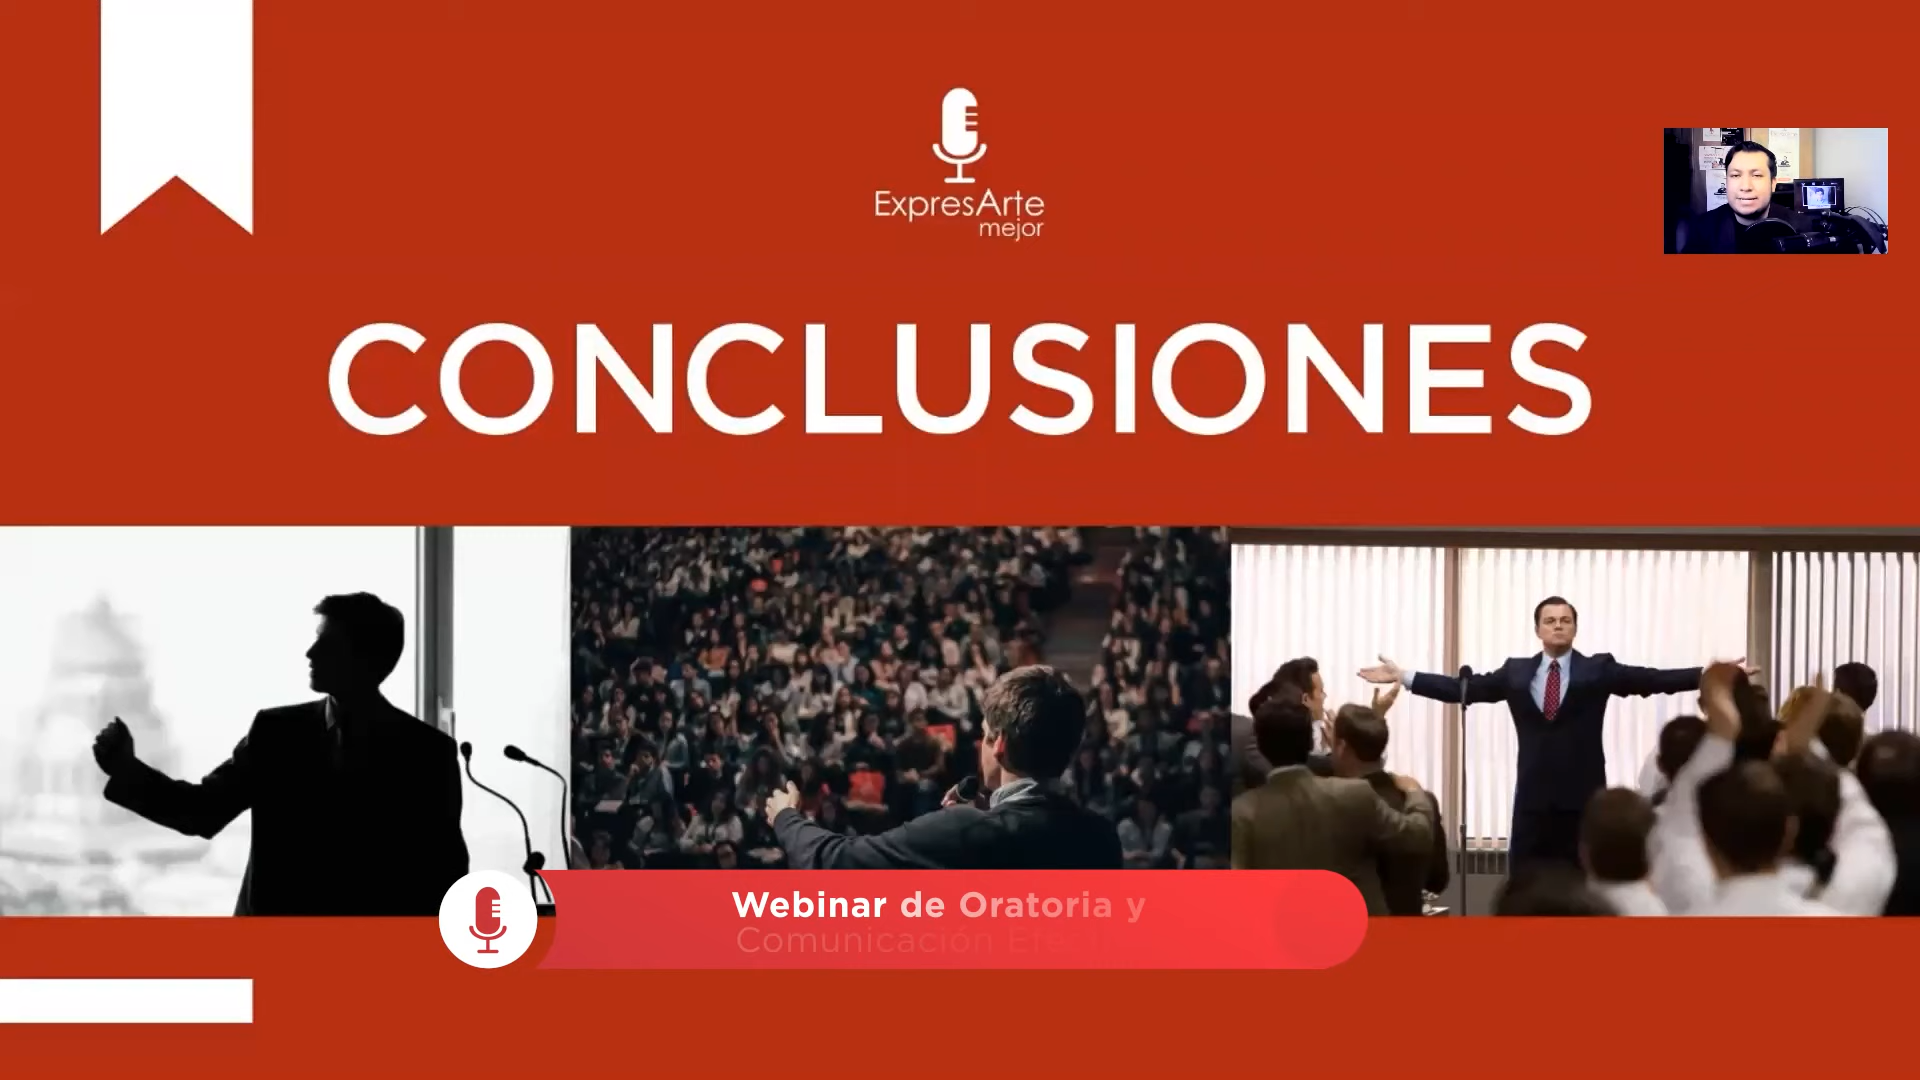 ExpresArte
mejor
CONCLUSIONES
Webinar de Oratoria y
Comunicación